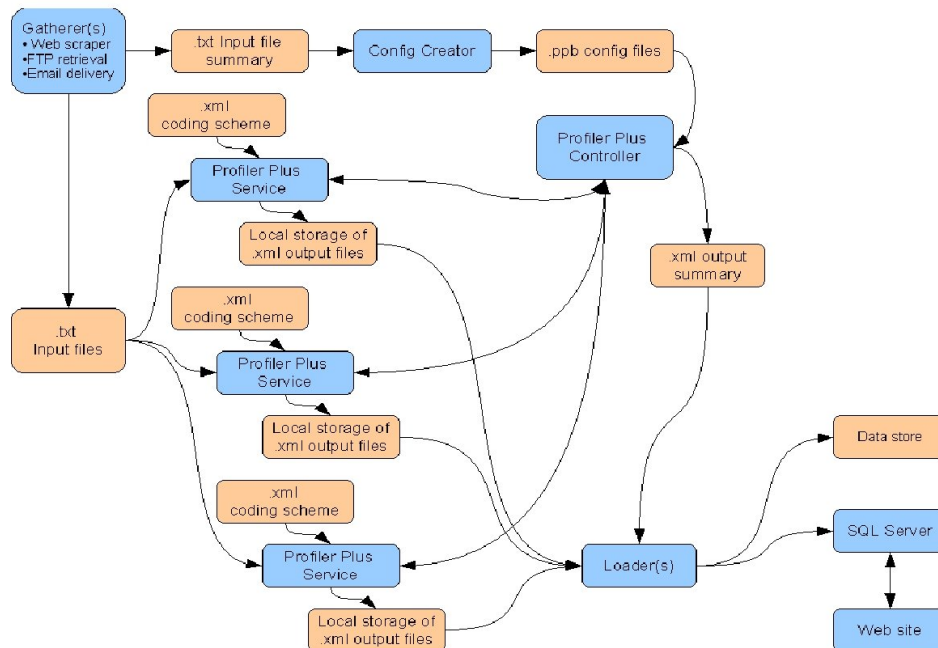 Gatherer(s)
• Web scraper
•FTP retrieval
•Email delivery
.txt Input file
summary
Config Creator
.ppb config files
.xml
coding scheme
Profiler Plus
Controller
Profiler Plus
Service
Local storage of
.xml output files
.xml output
summary
.xml
coding scheme
.txt
Input files
Profiler Plus
Service
Local storage of
.xml output files
Data store
.xml
coding scheme
SQL Server
Profiler Plus
Service
Loader(s)
Local storage of
.xml output files
Web site